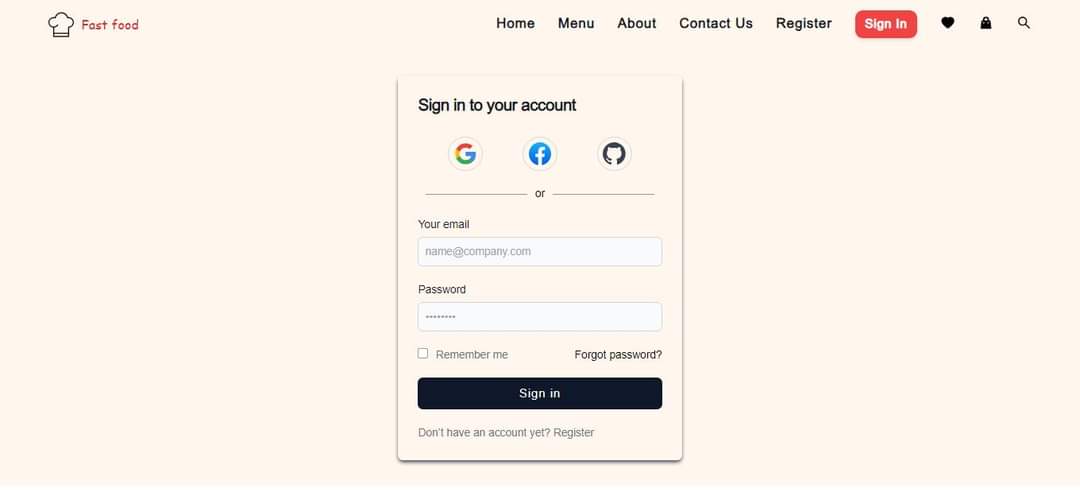 Fast food
Home Menu About Contact Us Register Sign In
Sign in to your account
or
Your email
name@company.com
Password
••••••••
Remember me Forgot password?
Sign in
Don't have an account yet? Register